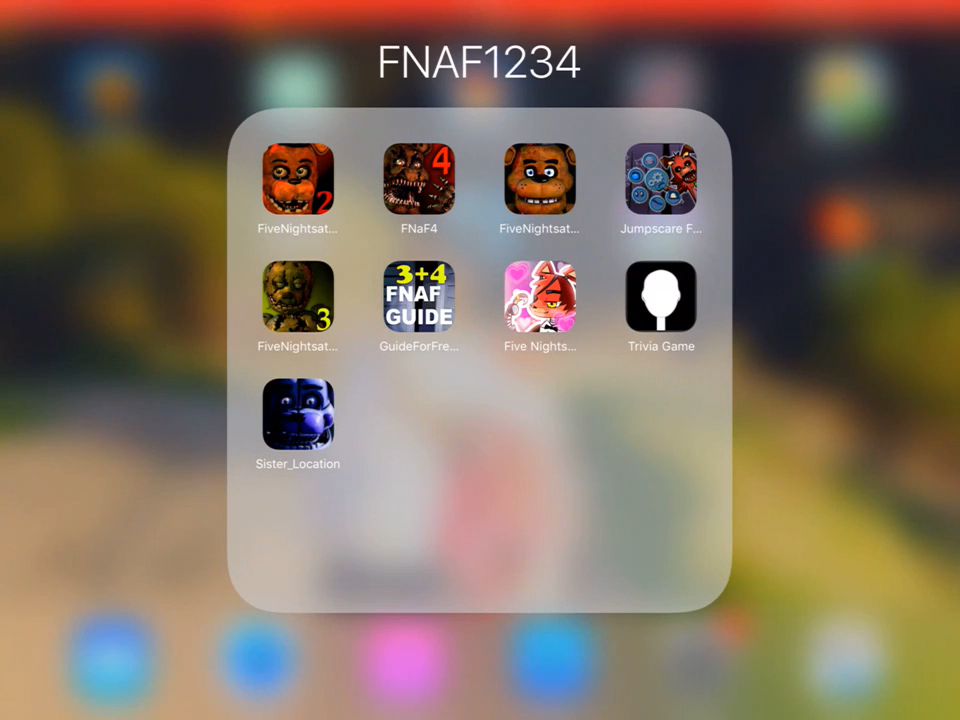 FNAF1234
2
4
FiveNightsat...
FNaF4
FiveNightsat...
Jumpscare F...
3
3+4
FNAF
GUIDE
FiveNightsat...
GuideForFre...
Five Nights...
Trivia Game
Sister_Location